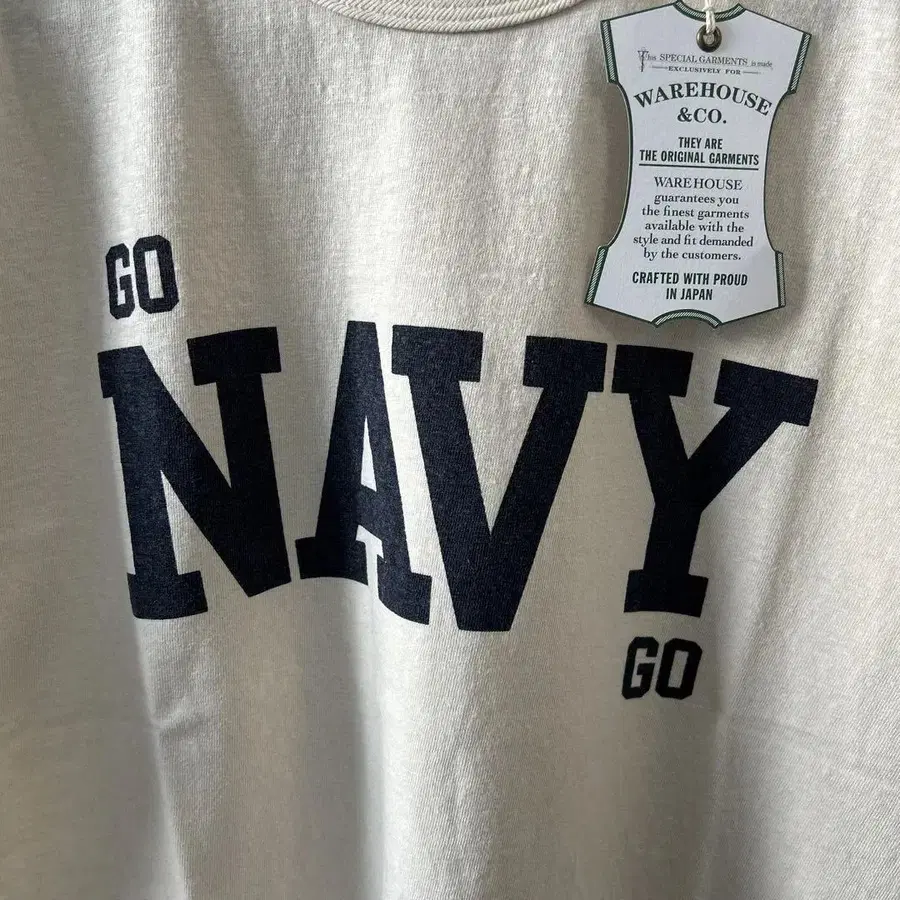 This SPECIAL GARMENTS is made
EXCLUSIVELY FOR
WAREHOUSE
&CO.
THEY ARE
THE ORIGINAL GARMENTS
WAREHOUSE
guarantees you
the finest garments
available with the
style and fit demanded
by the customers.
CRAFTED WITH PROUD
IN JAPAN
GO
NAVY
GO